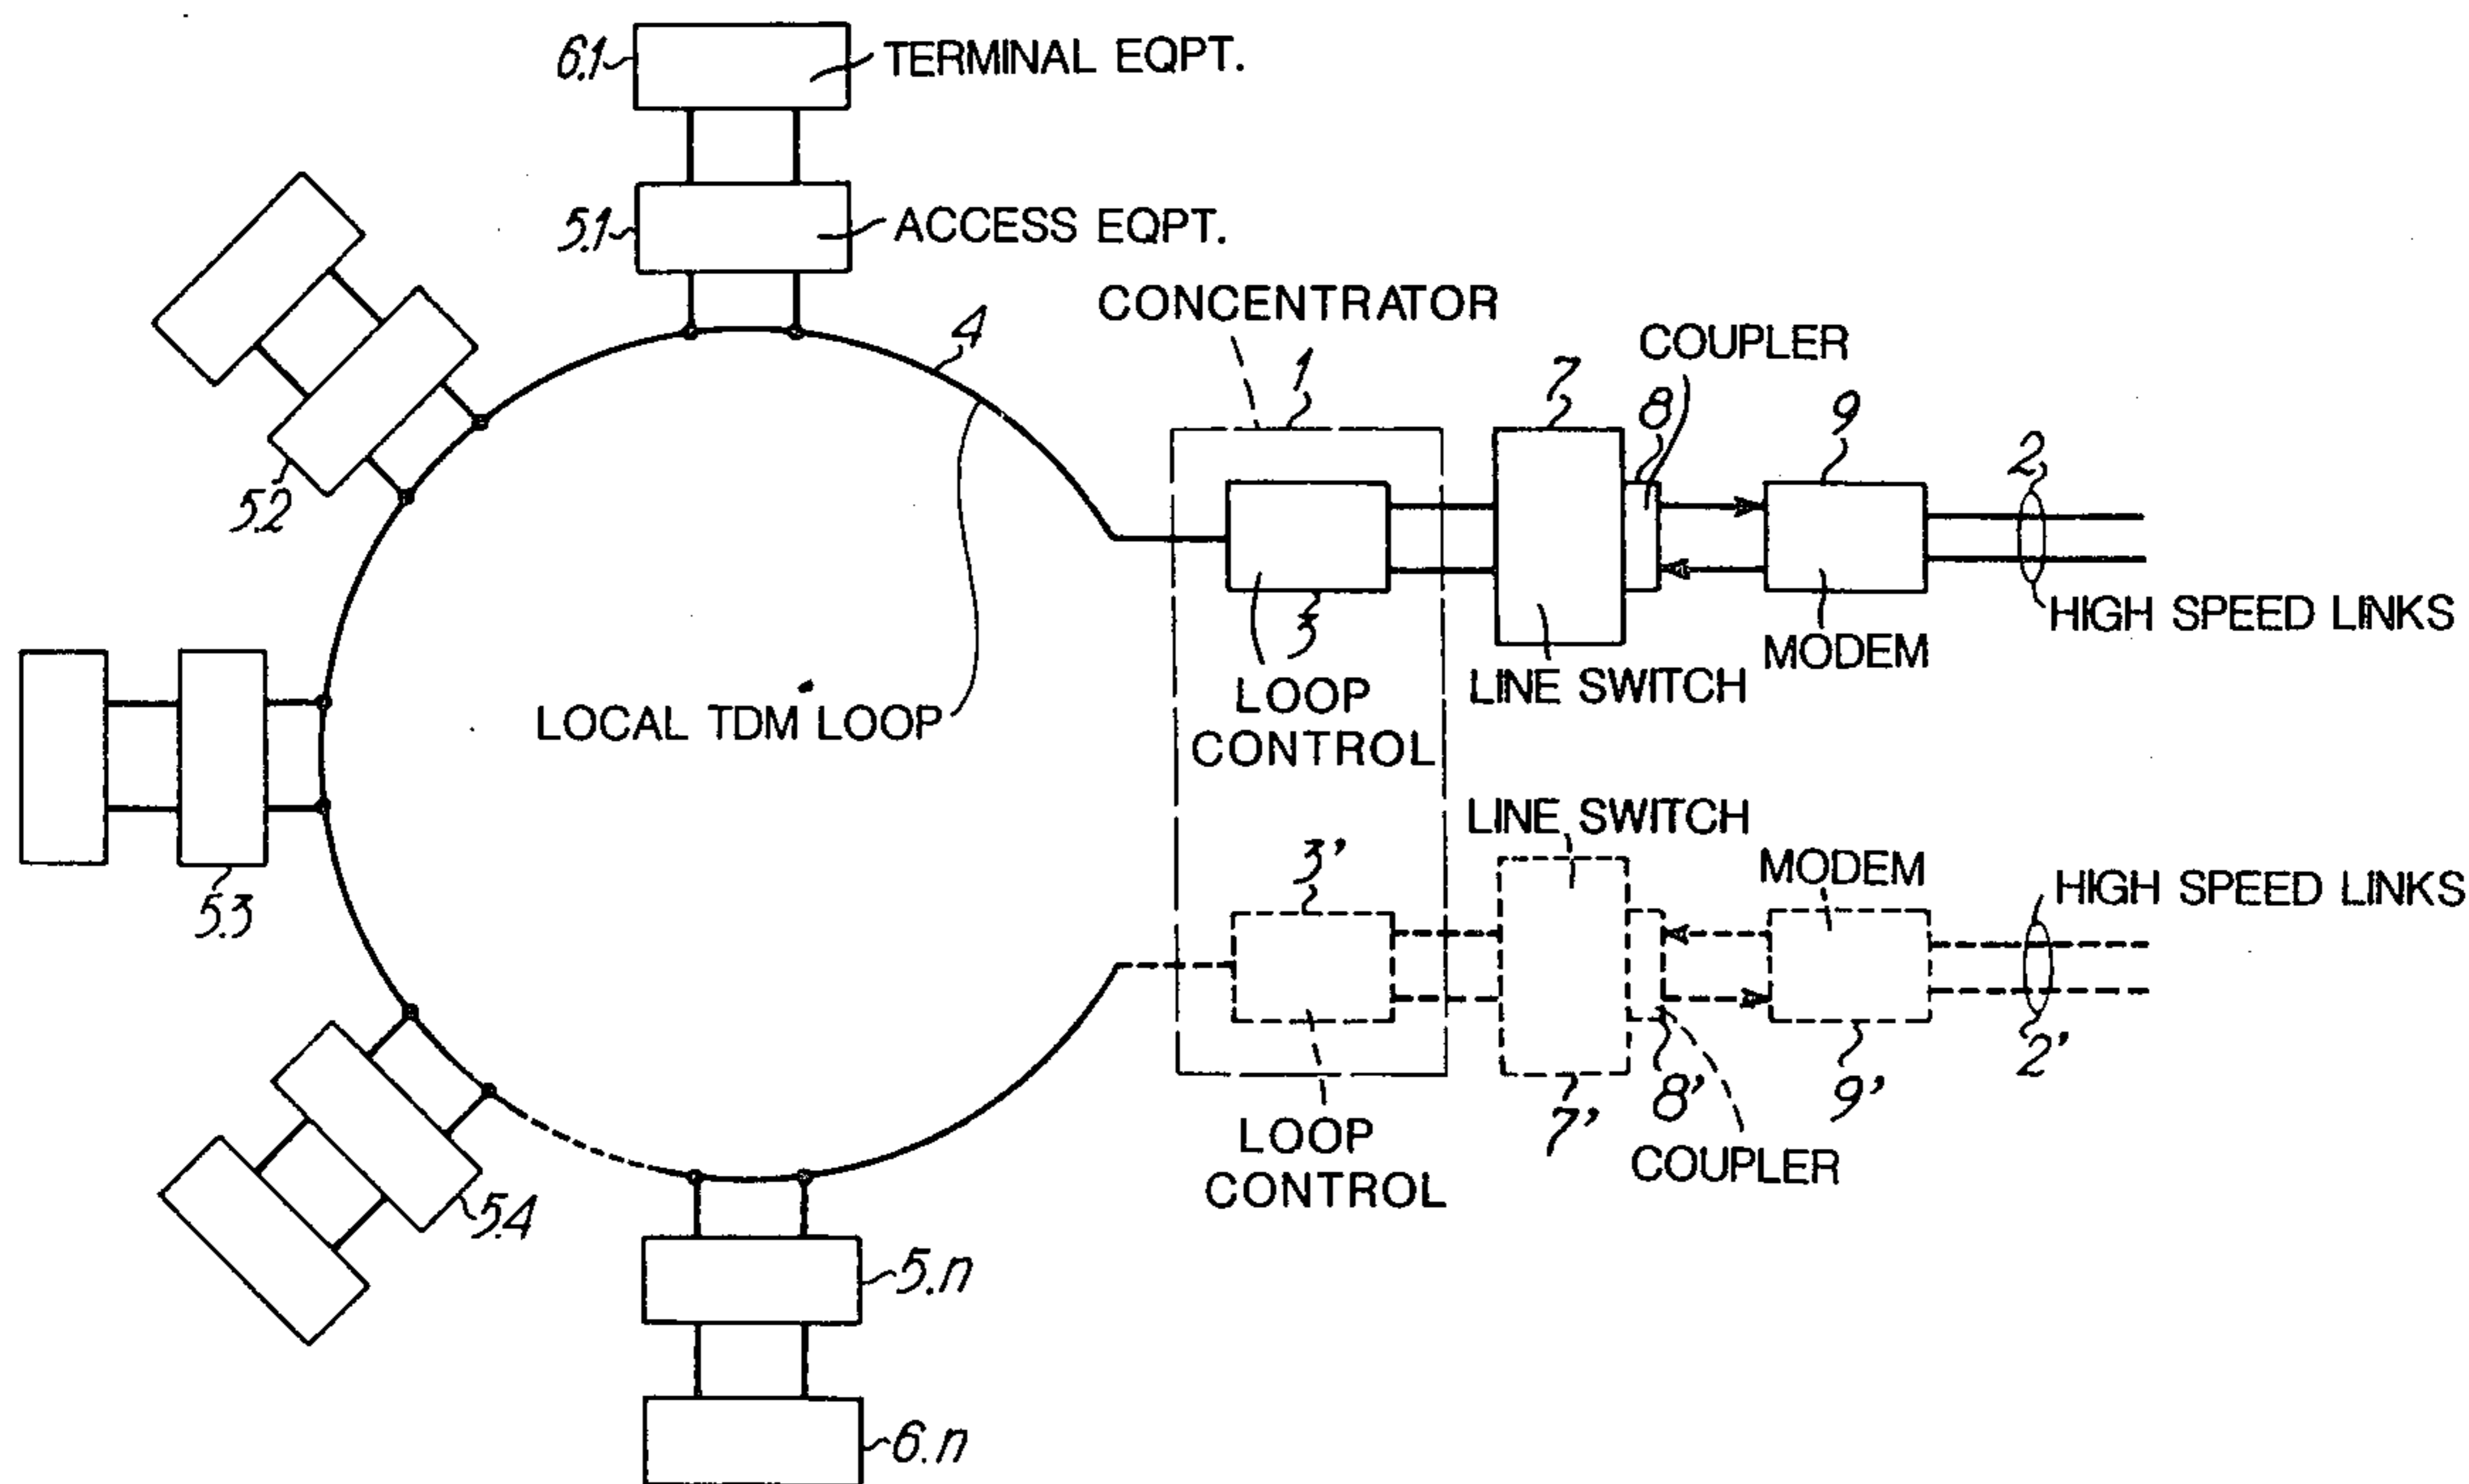 6.1
TERMINAL EQPT.
5.1
ACCESS EQPT.
CONCENTRATOR
4
1
COUPLER
7
8
9
2
5.2
3
HIGH SPEED LINKS
MODEM
LINE SWITCH
LOOP
CONTROL
LOCAL TDM LOOP
LINE SWITCH
3'
MODEM
HIGH SPEED LINKS
5.3
2'
8'
9'
7'
LOOP
CONTROL
COUPLER
5.4
5.n
6.n